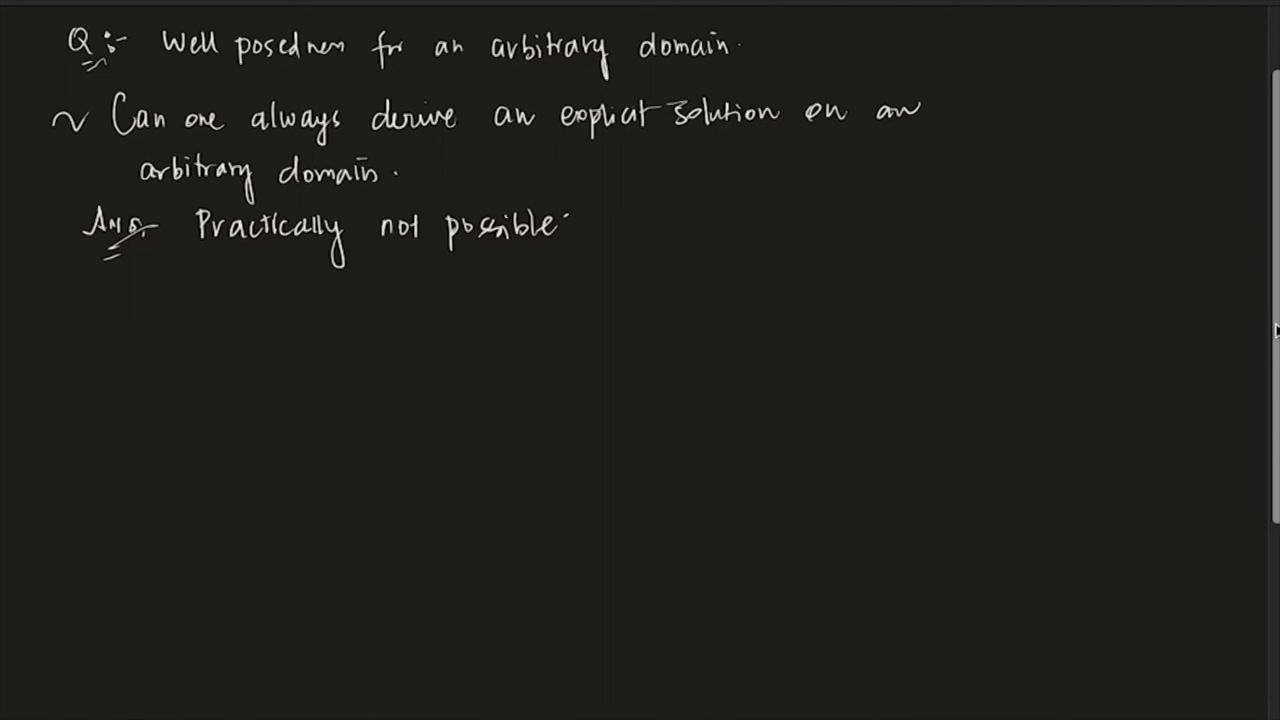 Q :- Well posedness for an arbitrary domain.
~ Can one always derive an explicit solution on an
arbitrary domain.
Ans. Practically not possible.